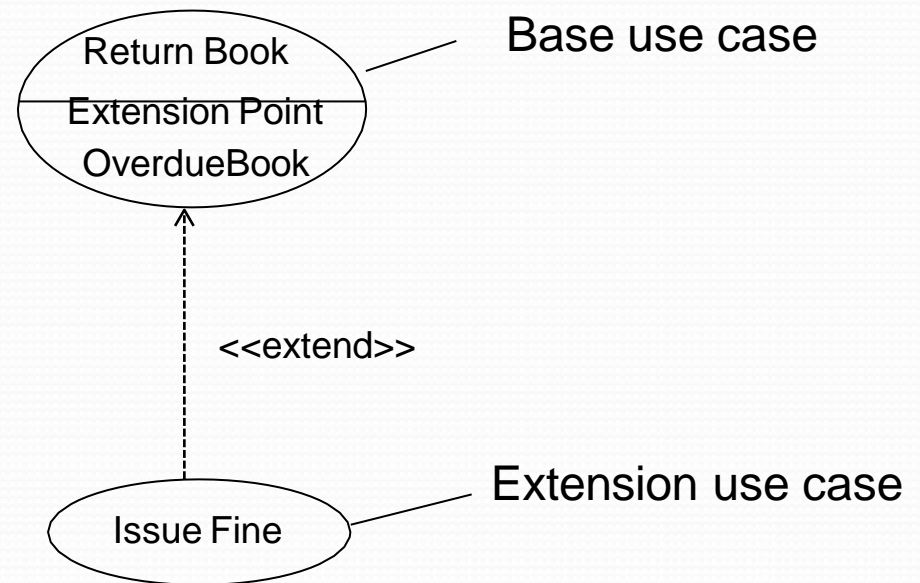 Return Book
Base use case
Extension Point
OverdueBook
<<extend>>
Extension use case
Issue Fine